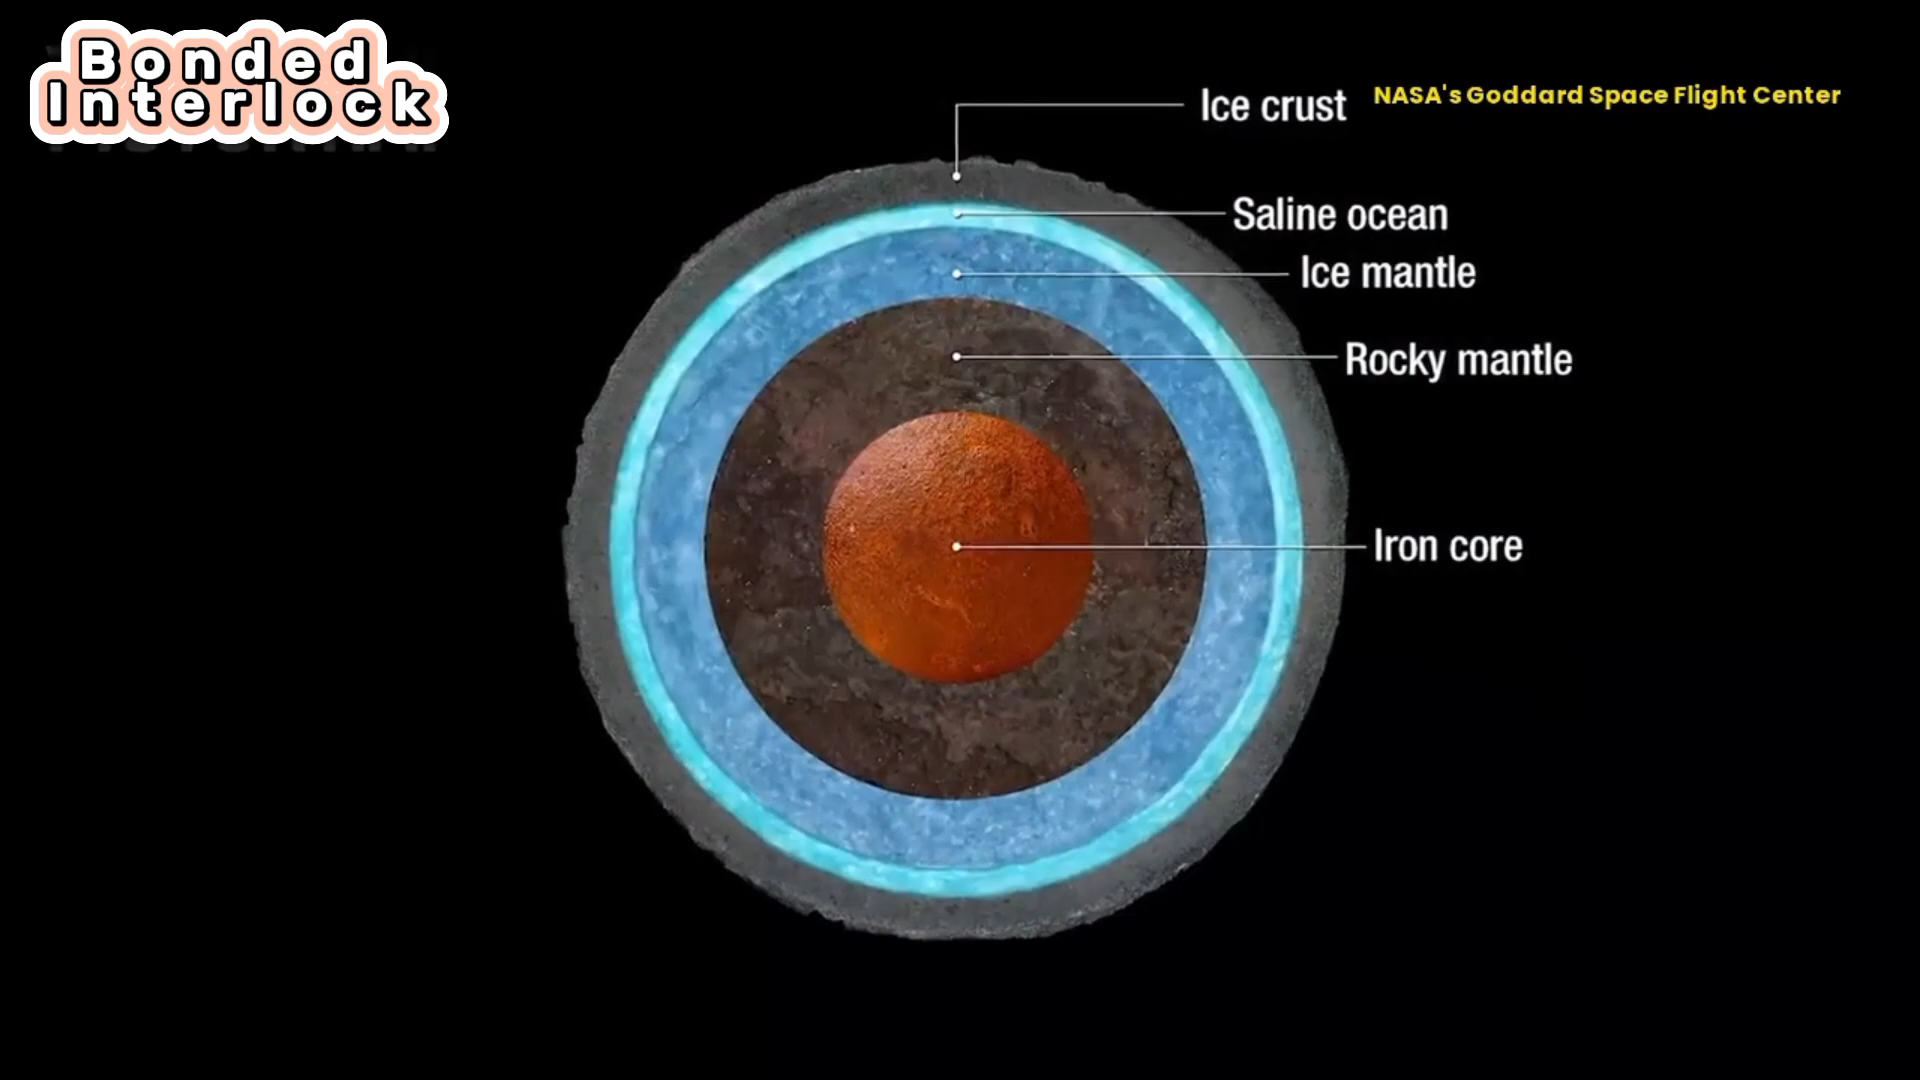 Bonded
Interlock
Ice crust
NASA's Goddard Space Flight Center
Saline ocean
Ice mantle
Rocky mantle
Iron core